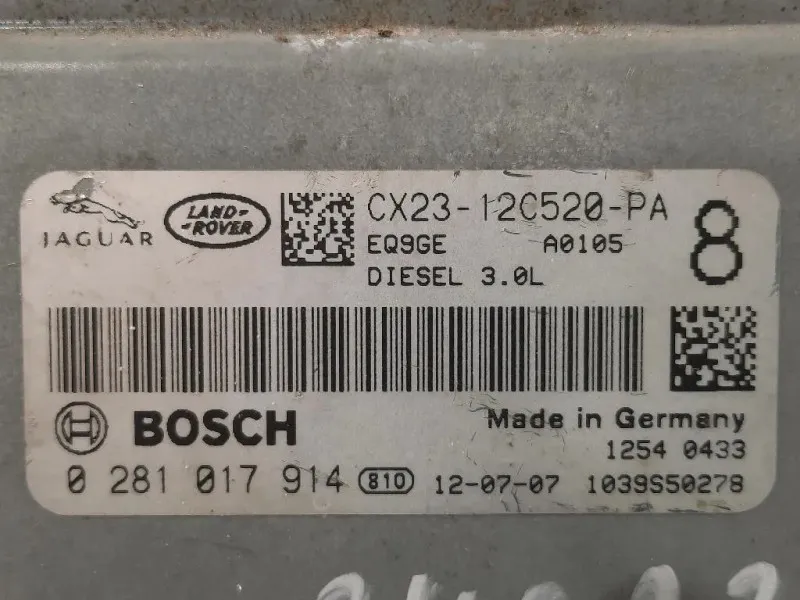 JAGUAR
LAND-
-ROVER
CX23-12C520-PA
EQ9GE A0105
DIESEL 3.0L
8
BOSCH
Made in Germany
1254 0433
0 281 017 914 810 12-07-07 1039S50278